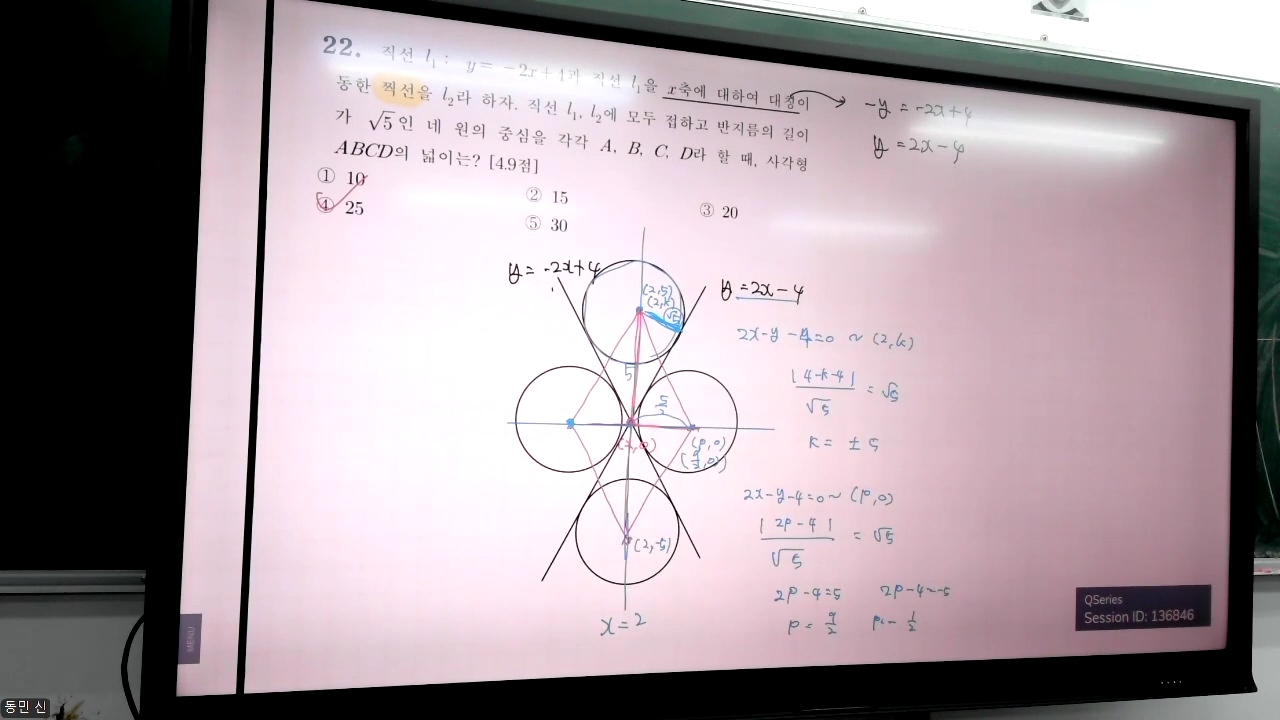 22. 직선 l₁ : y = -2x+4과 직선 l₁을 x축에 대하여 대칭이
동한 직선을 l₂라 하자. 직선 l₁, l₂에 모두 접하고 반지름의 길이
가 √5인 네 원의 중심을 각각 A, B, C, D라 할 때, 사각형
ABCD의 넓이는? [4.9점]
① 10
② 15
③ 20
④ 25
⑤ 30
-y = -2x+4
y = 2x-4
y = -2x+4
y = 2x-4
(2,5)
(2,k)
√5
5
5/2
(2,0)
(p,0)
(9/2,0)
(2,-5)
x=2
2x-y-4=0 ~ (2,k)
|4-k-4|/√5 = √5
k = ±5
2x-y-4=0 ~ (p,0)
|2p-4|/√5 = √5
2p-4=5 2p-4=-5
p = 9/2 p=-1/2
MENU
QSeries
Session ID: 136846
동민 신